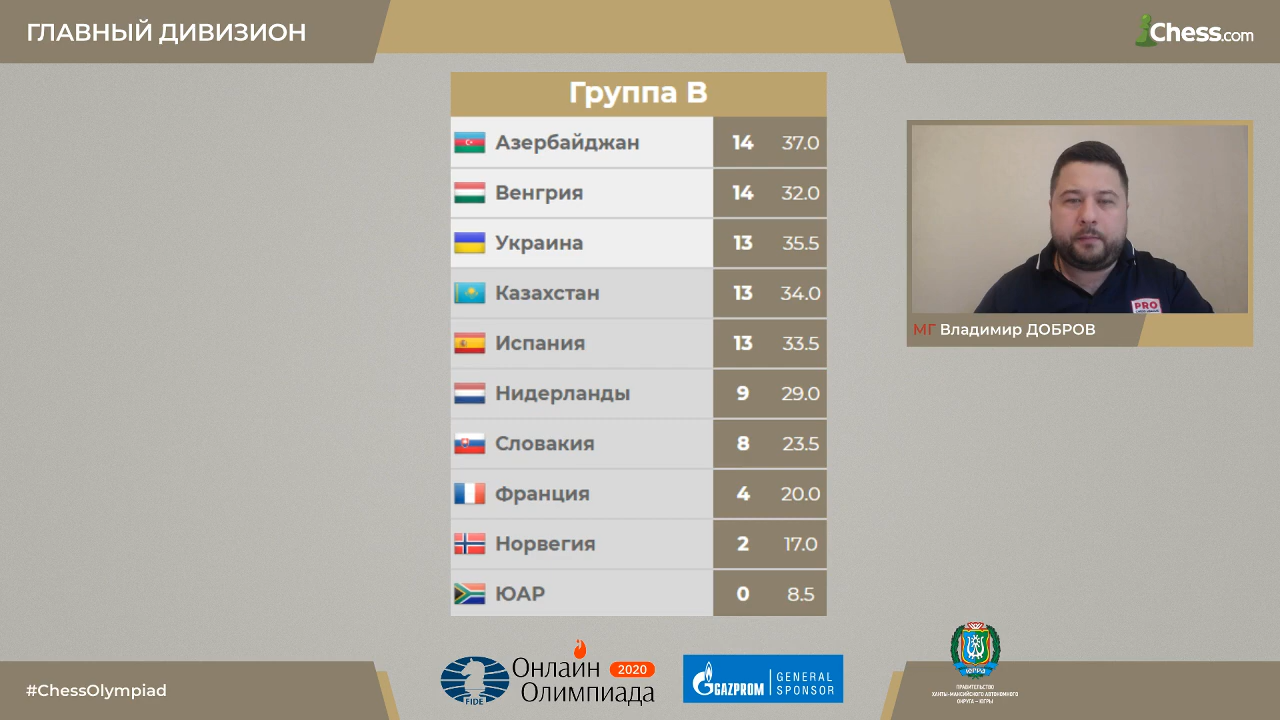 ГЛАВНЫЙ ДИВИЗИОН
Chess.com
Группа B
Азербайджан 14 37.0
Венгрия 14 32.0
Украина 13 35.5
Казахстан 13 34.0
Испания 13 33.5
Нидерланды 9 29.0
Словакия 8 23.5
Франция 4 20.0
Норвегия 2 17.0
ЮАР 0 8.5
PRO
МГ Владимир ДОБРОВ
#ChessOlympiad
FIDE
Онлайн 2020
Олимпиада
GAZPROM
GENERAL
SPONSOR
ЮГРА
ПРАВИТЕЛЬСТВО
ХАНТЫ-МАНСИЙСКОГО АВТОНОМНОГО
ОКРУГА – ЮГРЫ